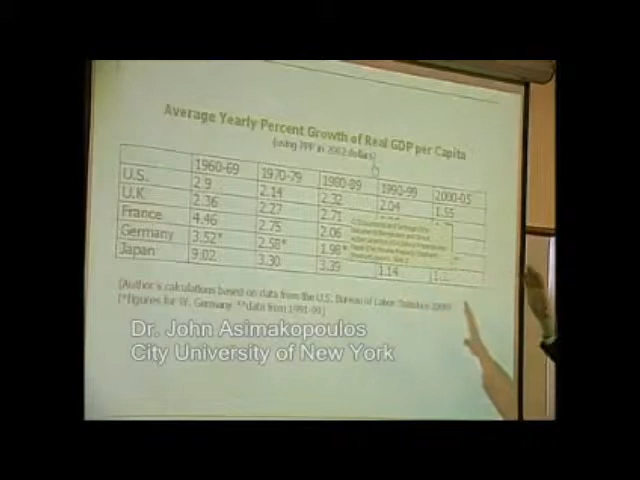 Average Yearly Percent Growth of Real GDP per Capita
(using PPP in 2002 dollars)
1960-69 1970-79 1980-89 1990-99 2000-05
U.S. 2.9 2.14 2.32 2.04 1.55
U.K 2.36 2.27 2.71
France 4.46 2.75 2.06
Germany 3.52* 2.58* 1.98*
Japan 9.02 3.30 3.39 1.14
(Author's calculations based on data from the U.S. Bureau of Labor Statistics
(*figures for W. Germany **data from 1991-99)
Dr. John Asimakopoulos
City University of New York